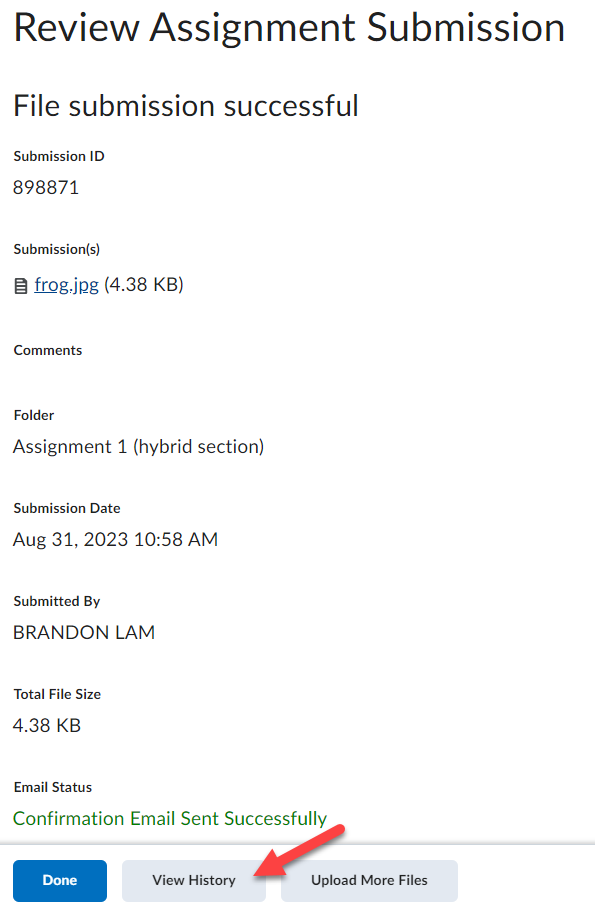 Review Assignment Submission
File submission successful
Submission ID
898871
Submission(s)
frog.jpg (4.38 KB)
Comments
Folder
Assignment 1 (hybrid section)
Submission Date
Aug 31, 2023 10:58 AM
Submitted By
BRANDON LAM
Total File Size
4.38 KB
Email Status
Confirmation Email Sent Successfully
Done View History Upload More Files